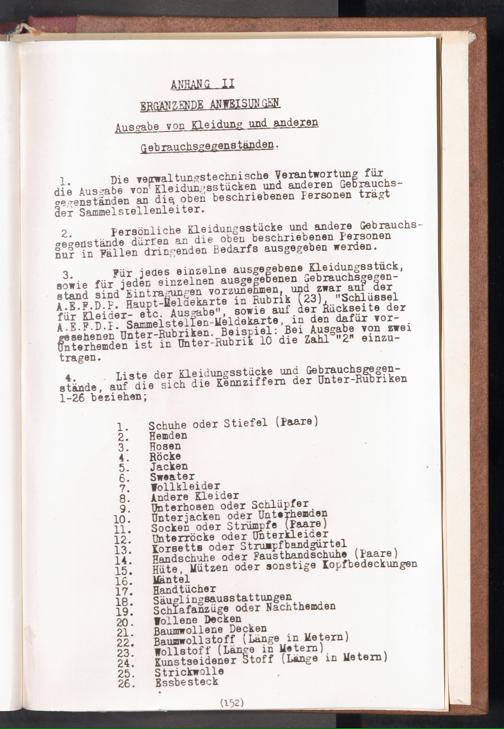 ANHANG II
ERGÄNZENDE ANWEISUNGEN
Ausgabe von Kleidung und anderen
Gebrauchsgegenständen.
1. Die verwaltungstechnische Verantwortung für
die Ausgabe von Kleidungsstücken und anderen Gebrauchs-
gegenständen an die oben beschriebenen Personen trägt
der Sammelstellenleiter.
2. Persönliche Kleidungsstücke und andere Gebrauchs-
gegenstände dürfen an die oben beschriebenen Personen
nur in Fällen dringenden Bedarfs ausgegeben werden.
3. Für jedes einzelne ausgegebene Kleidungsstück,
sowie für jeden einzelnen ausgegebenen Gebrauchsgegen-
stand sind Eintragungen vorzunehmen, und zwar auf der
A.E.F.D.P. Haupt-Meldekarte in Rubrik (23), "Schlüssel
für Kleider- etc. Ausgabe", sowie auf der Rückseite der
A.E.F.D.P. Sammelstellen-Meldekarte, in den dafür vor-
gesehenen Unter-Rubriken. Beispiel: Bei Ausgabe von zwei
Unterhemden ist in Unter-Rubrik 10 die Zahl "2" einzu-
tragen.
4. Liste der Kleidungsstücke und Gebrauchsgegen-
stände, auf die sich die Kennziffern der Unter-Rubriken
1-26 beziehen;
1. Schuhe oder Stiefel (Paare)
2. Hemden
3. Hosen
4. Röcke
5. Jacken
6. Sweater
7. Wollkleider
8. Andere Kleider
9. Unterhosen oder Schlüpfer
10. Unterjacken oder Unterhemden
11. Socken oder Strümpfe (Paare)
12. Unterröcke oder Unterkleider
13. Korsetts oder Strumpfbandgürtel
14. Handschuhe oder Fausthandschuhe (Paare)
15. Hüte, Mützen oder sonstige Kopfbedeckungen
16. Mäntel
17. Handtücher
18. Säuglingsausstattungen
19. Schlafanzüge oder Nachthemden
20. Wollene Decken
21. Baumwollene Decken
22. Baumwollstoff (Länge in Metern)
23. Wollstoff (Länge in Metern)
24. Kunstseidener Stoff (Länge in Metern)
25. Strickwolle
26. Essbesteck
(152)